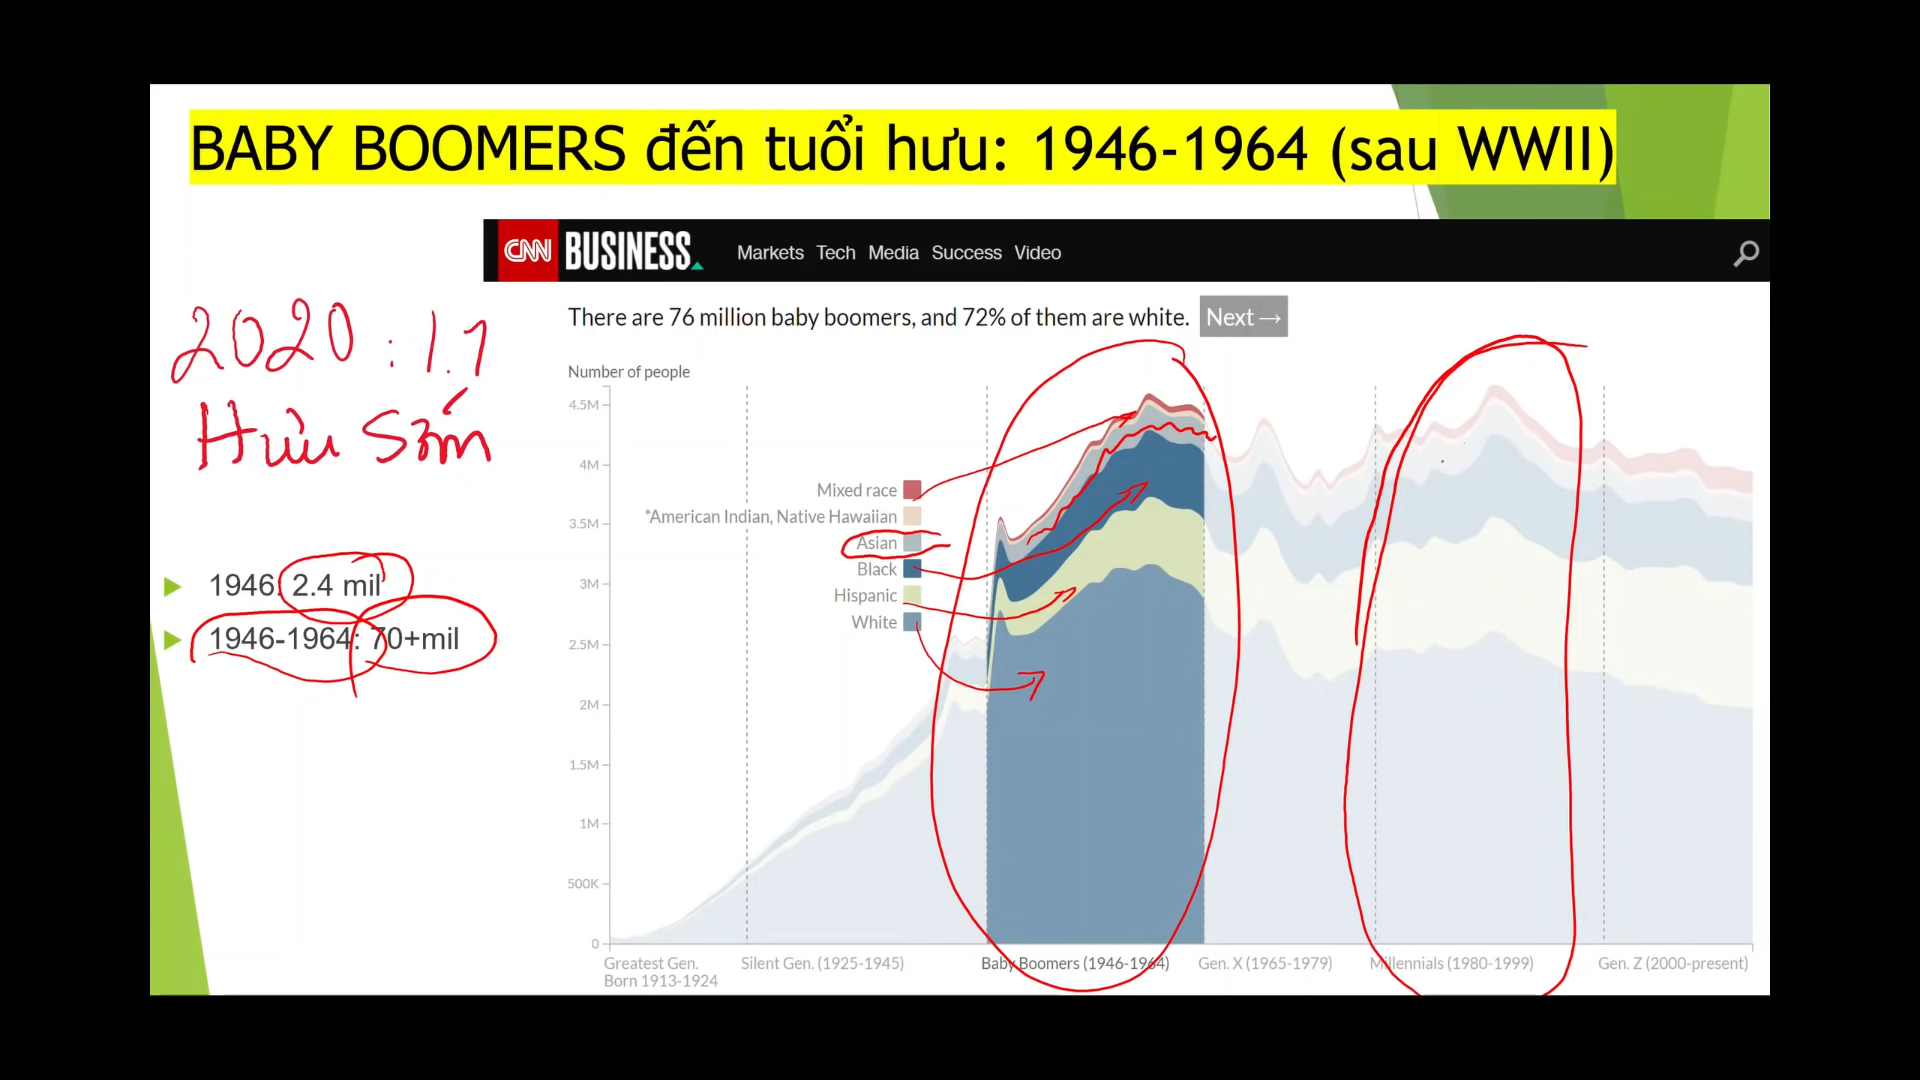 BABY BOOMERS đến tuổi hưu: 1946-1964 (sau WWII)
CNN BUSINESS Markets Tech Media Success Video
There are 76 million baby boomers, and 72% of them are white. Next →
2020 : 1.1
Hưu Sớm
1946: 2.4 mil
1946-1964: 70+mil
Number of people
4.5M
4M
3.5M
3M
2.5M
2M
1.5M
1M
500K
0
Mixed race
*American Indian, Native Hawaiian
Asian
Black
Hispanic
White
Greatest Gen.
Born 1913-1924
Silent Gen. (1925-1945)
Baby Boomers (1946-1964)
Gen. X (1965-1979)
Millennials (1980-1999)
Gen. Z (2000-present)